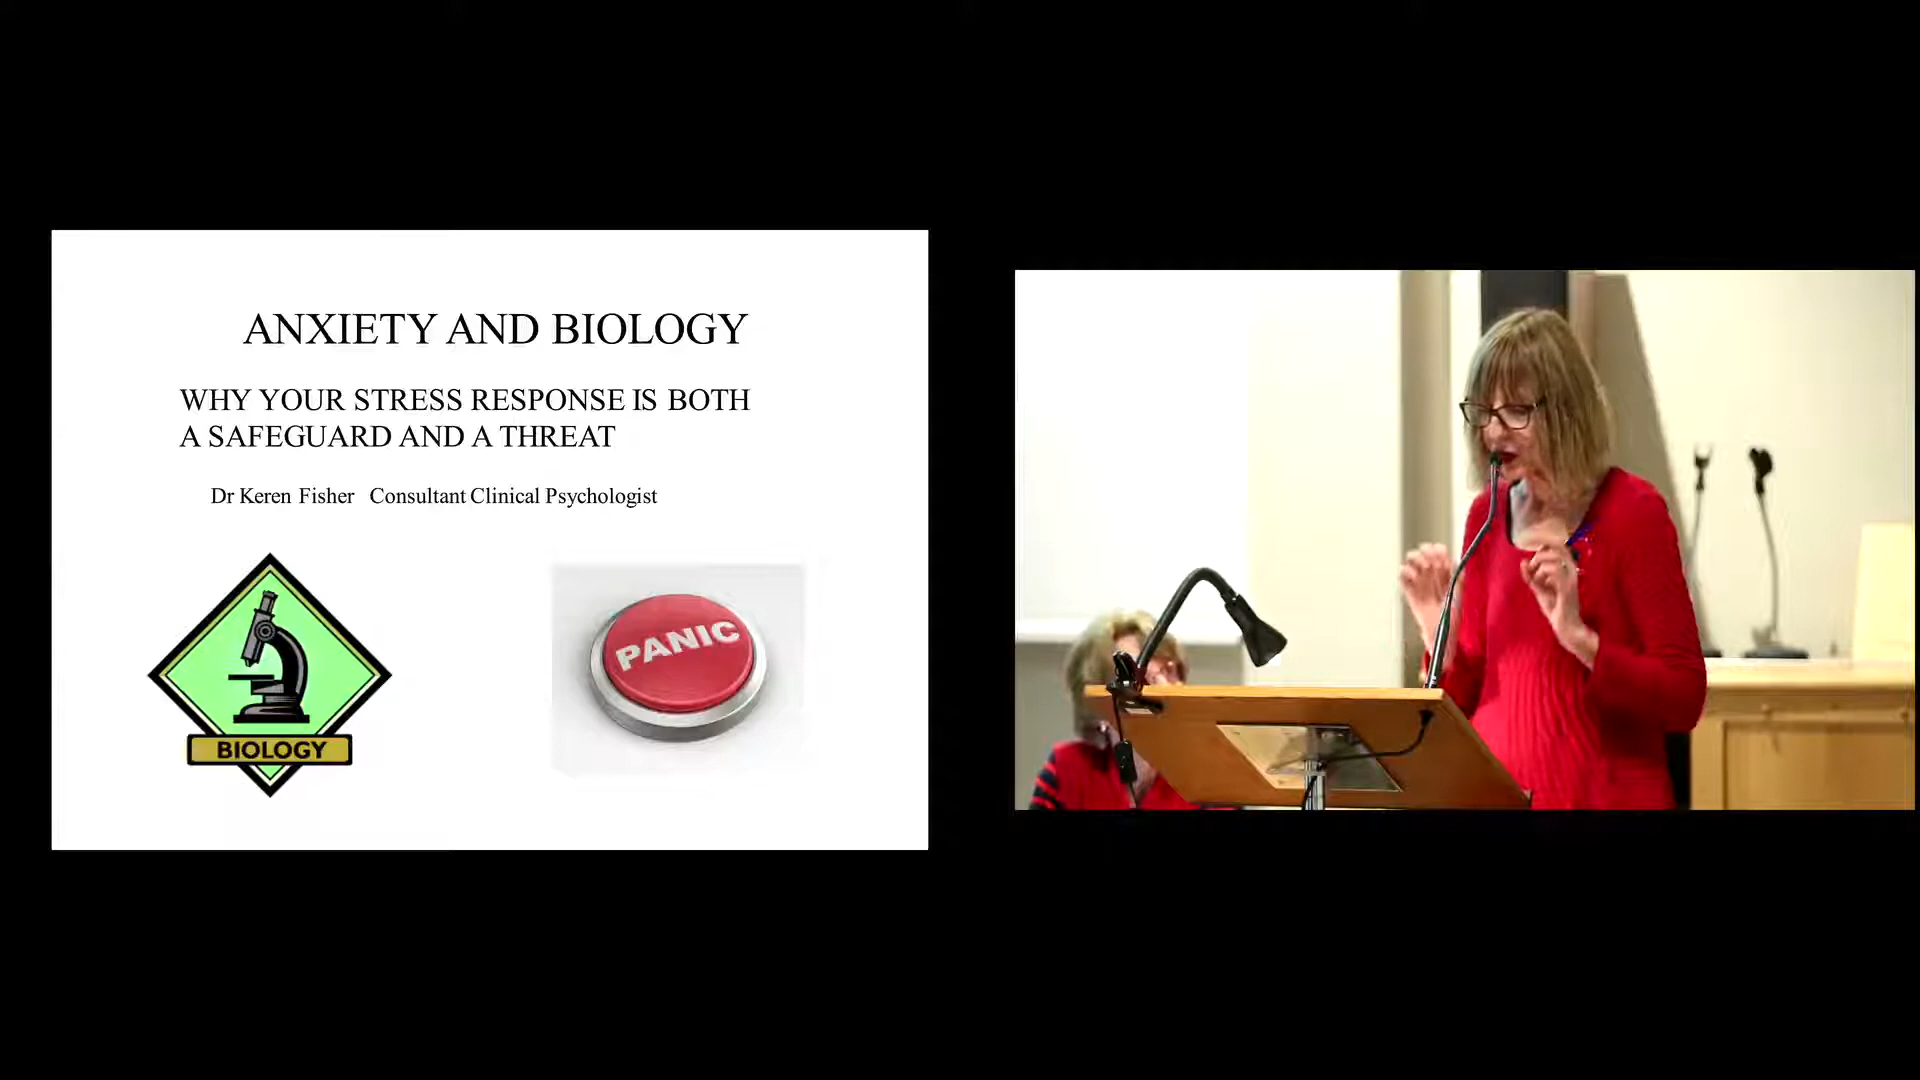 ANXIETY AND BIOLOGY
WHY YOUR STRESS RESPONSE IS BOTH
A SAFEGUARD AND A THREAT
Dr Keren Fisher Consultant Clinical Psychologist
BIOLOGY
PANIC